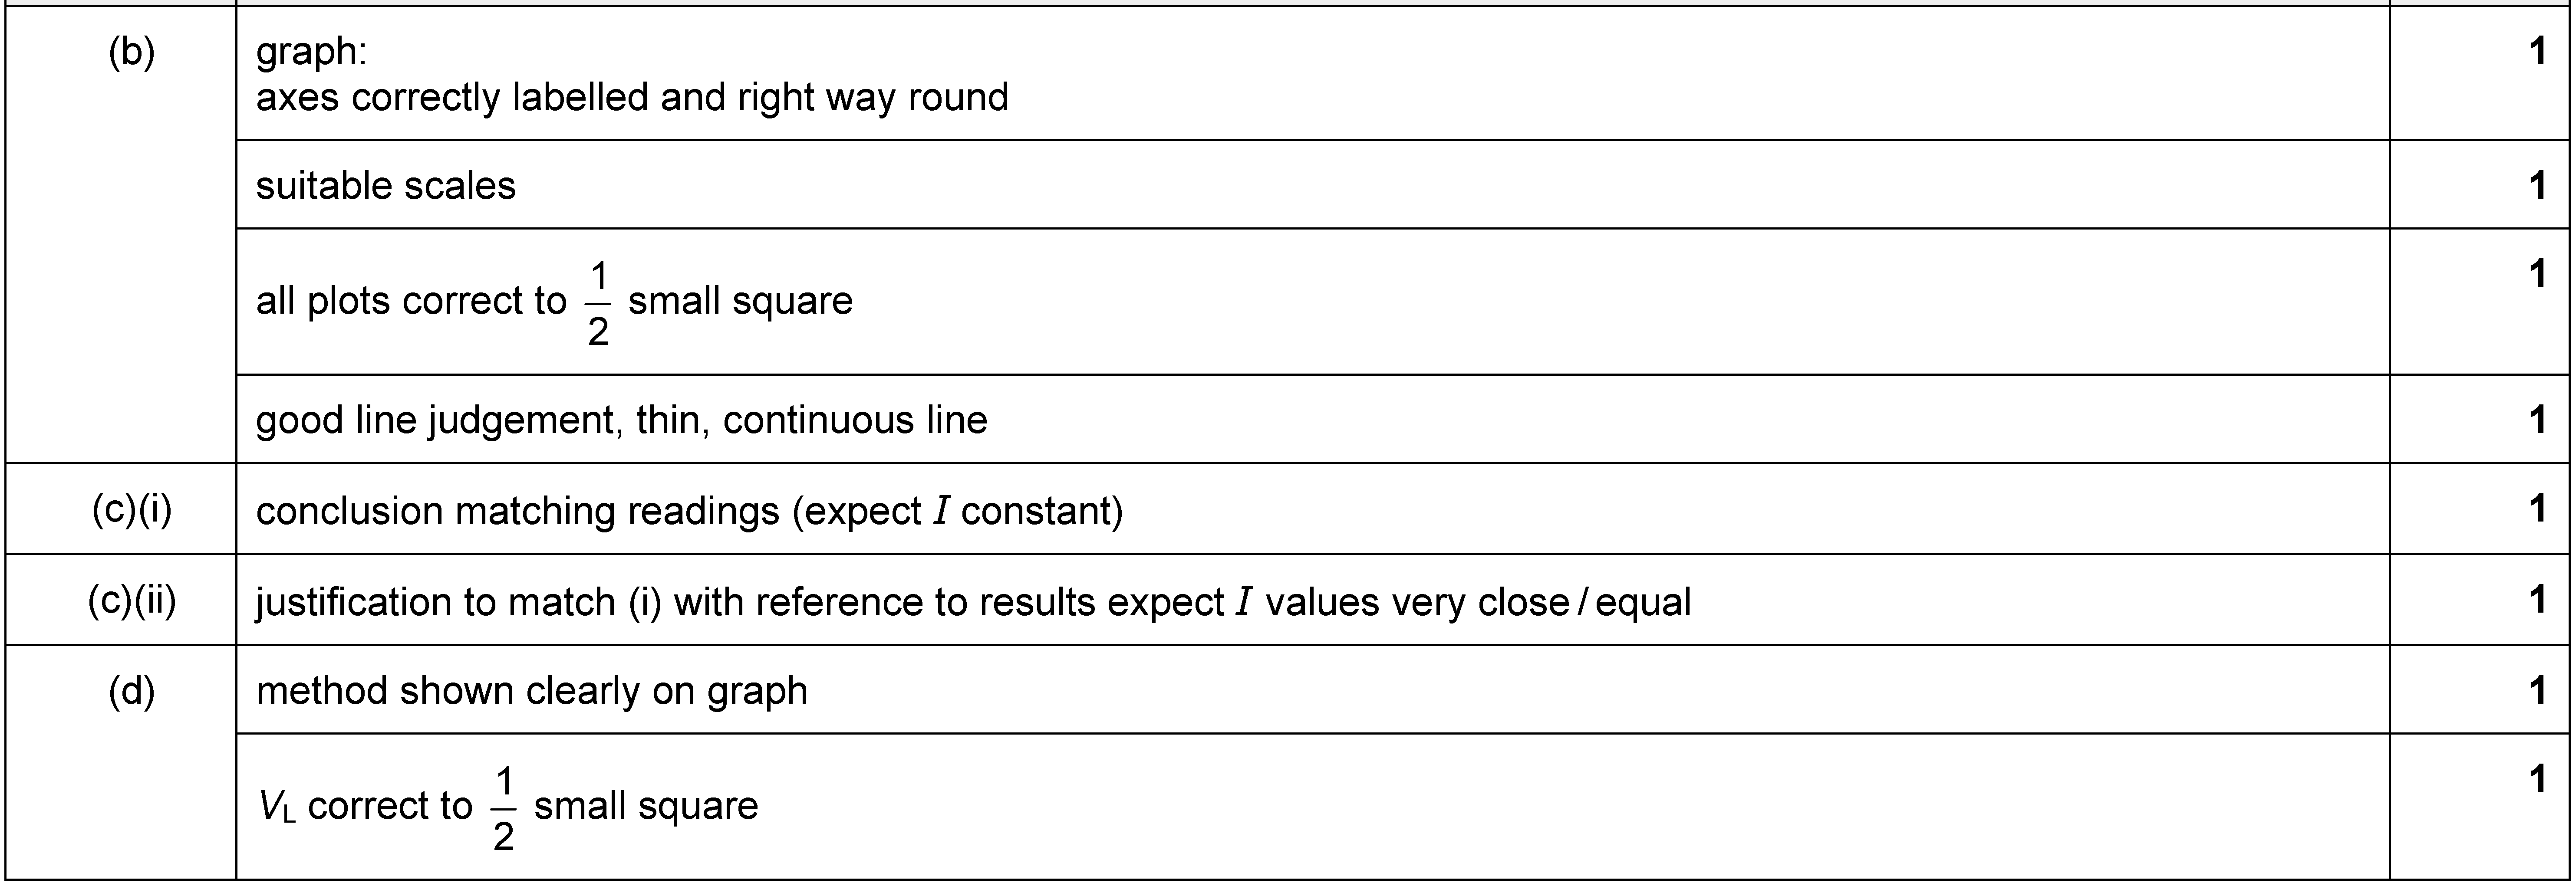 (b) graph: 1
axes correctly labelled and right way round
suitable scales 1
all plots correct to 1/2 small square 1
good line judgement, thin, continuous line 1
(c)(i) conclusion matching readings (expect I constant) 1
(c)(ii) justification to match (i) with reference to results expect I values very close / equal 1
(d) method shown clearly on graph 1
V_L correct to 1/2 small square 1